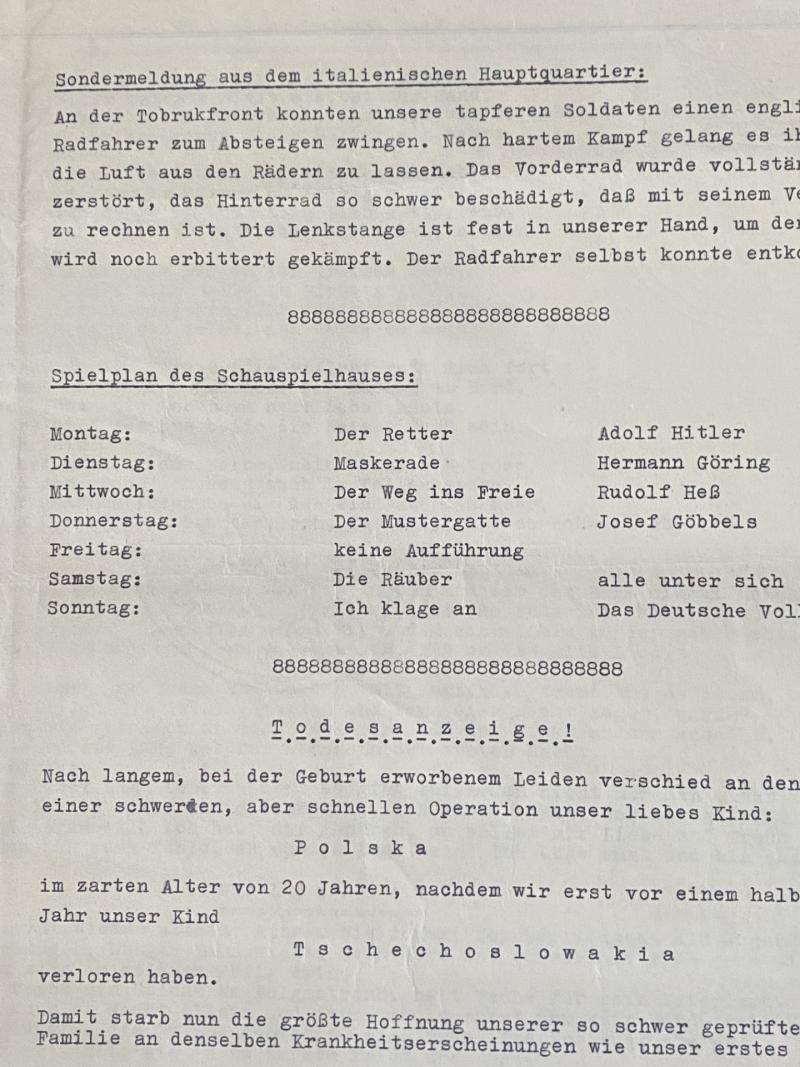 Sondermeldung aus dem italienischen Hauptquartier:
An der Tobrukfront konnten unsere tapferen Soldaten einen engli
Radfahrer zum Absteigen zwingen. Nach hartem Kampf gelang es ih
die Luft aus den Rädern zu lassen. Das Vorderrad wurde vollstän
zerstört, das Hinterrad so schwer beschädigt, daß mit seinem Ve
zu rechnen ist. Die Lenkstange ist fest in unserer Hand, um den
wird noch erbittert gekämpft. Der Radfahrer selbst konnte entko
888888888888888888888888888
Spielplan des Schauspielhauses:
Montag: Der Retter Adolf Hitler
Dienstag: Maskerade Hermann Göring
Mittwoch: Der Weg ins Freie Rudolf Heß
Donnerstag: Der Mustergatte Josef Göbbels
Freitag: keine Aufführung
Samstag: Die Räuber alle unter sich
Sonntag: Ich klage an Das Deutsche Vol
88888888888888888888888888888
T o d e s a n z e i g e !
Nach langem, bei der Geburt erworbenem Leiden verschied an den
einer schweren, aber schnellen Operation unser liebes Kind:
P o l s k a
im zarten Alter von 20 Jahren, nachdem wir erst vor einem halb
Jahr unser Kind
T s c h e c h o s l o w a k i a
verloren haben.
Damit starb nun die größte Hoffnung unserer so schwer geprüfte
Familie an denselben Krankheitserscheinungen wie unser erstes